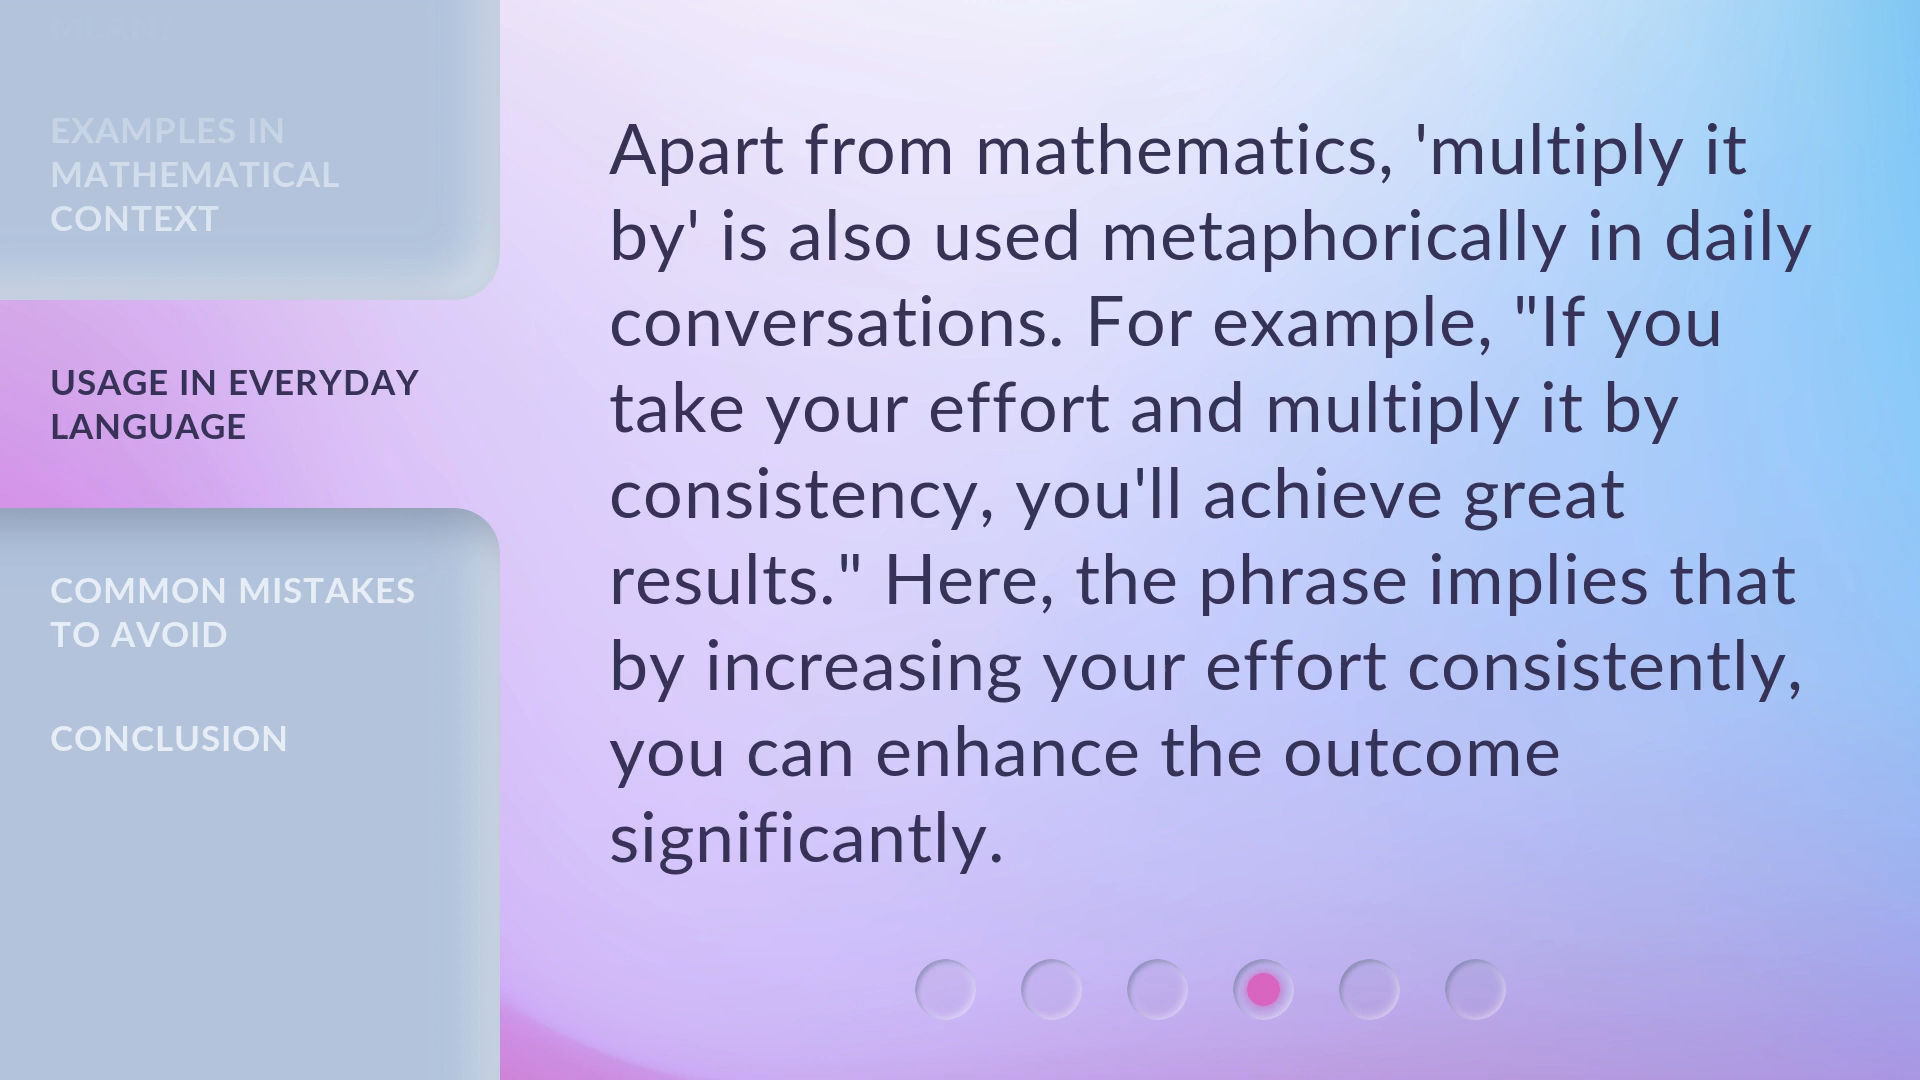 EXAMPLES IN
MATHEMATICAL
CONTEXT
USAGE IN EVERYDAY
LANGUAGE
COMMON MISTAKES
TO AVOID
CONCLUSION
Apart from mathematics, 'multiply it
by' is also used metaphorically in daily
conversations. For example, "If you
take your effort and multiply it by
consistency, you'll achieve great
results." Here, the phrase implies that
by increasing your effort consistently,
you can enhance the outcome
significantly.